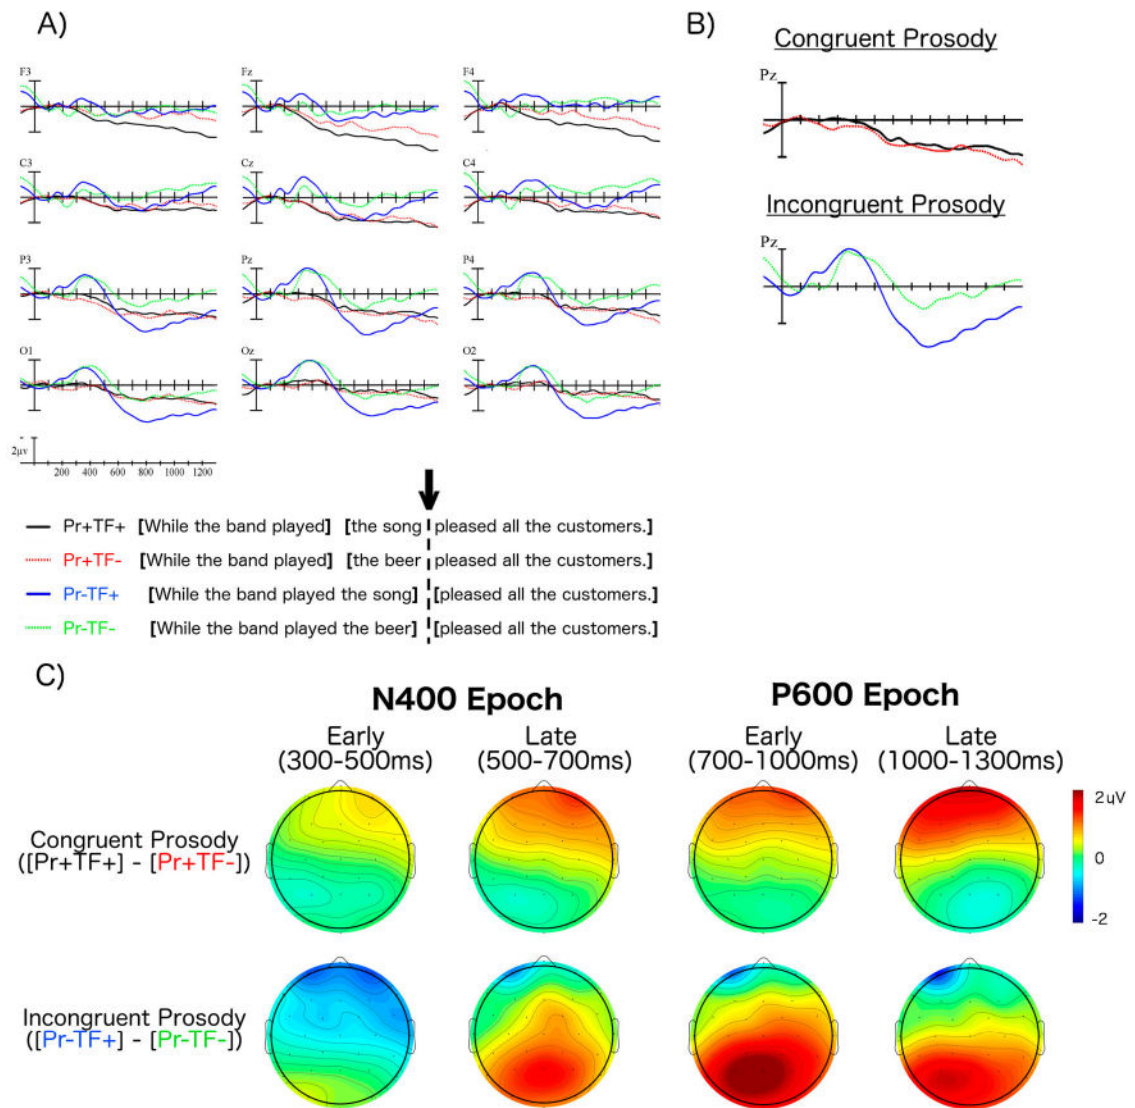 A)
F3
Fz
F4
C3
Cz
C4
P3
Pz
P4
O1
Oz
O2
2μv
200 400 600 800 1000 1200
Pr+TF+ [While the band played] [the song pleased all the customers.]
Pr+TF- [While the band played] [the beer pleased all the customers.]
Pr-TF+ [While the band played the song] [pleased all the customers.]
Pr-TF- [While the band played the beer] [pleased all the customers.]
B)
Congruent Prosody
Pz
Incongruent Prosody
Pz
C)
N400 Epoch
P600 Epoch
Early
(300-500ms)
Late
(500-700ms)
Early
(700-1000ms)
Late
(1000-1300ms)
Congruent Prosody
([Pr+TF+] - [Pr+TF-])
2uV
0
-2
Incongruent Prosody
([Pr-TF+] - [Pr-TF-])